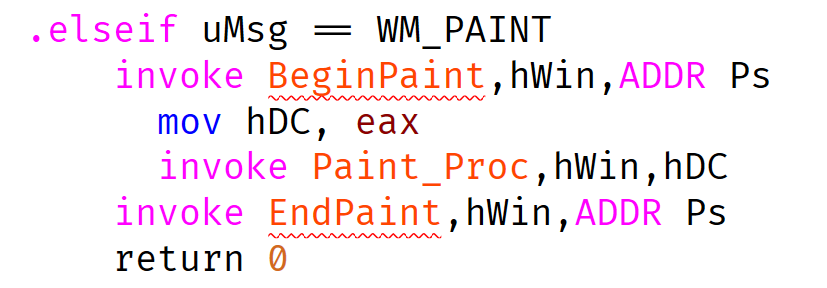 .elseif uMsg == WM_PAINT
    invoke BeginPaint,hWin,ADDR Ps
      mov hDC, eax
      invoke Paint_Proc,hWin,hDC
    invoke EndPaint,hWin,ADDR Ps
    return 0